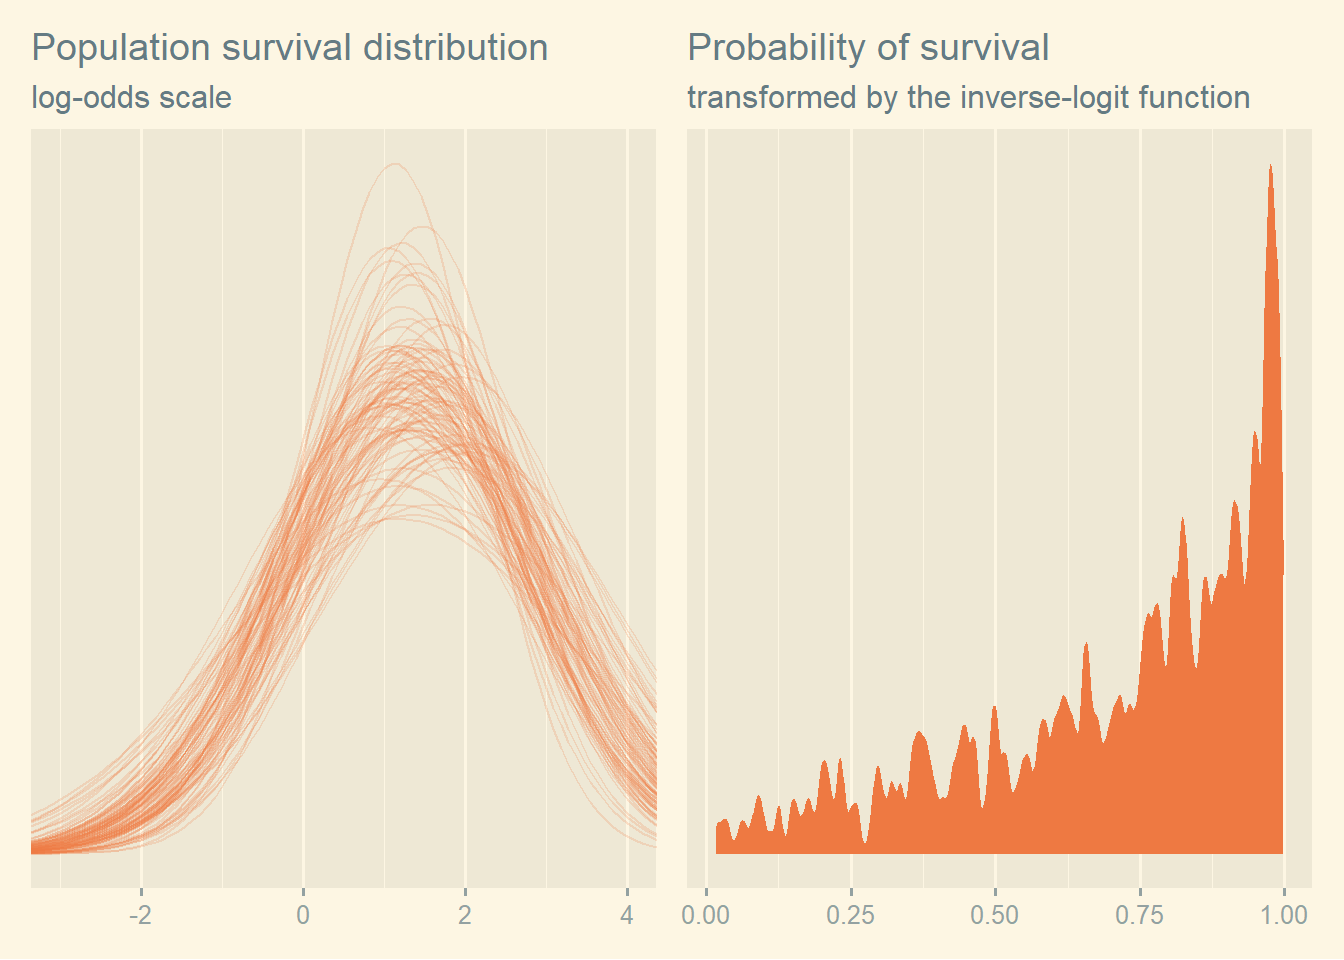 Population survival distribution
log-odds scale
-2 0 2 4
Probability of survival
transformed by the inverse-logit function
0.00 0.25 0.50 0.75 1.00